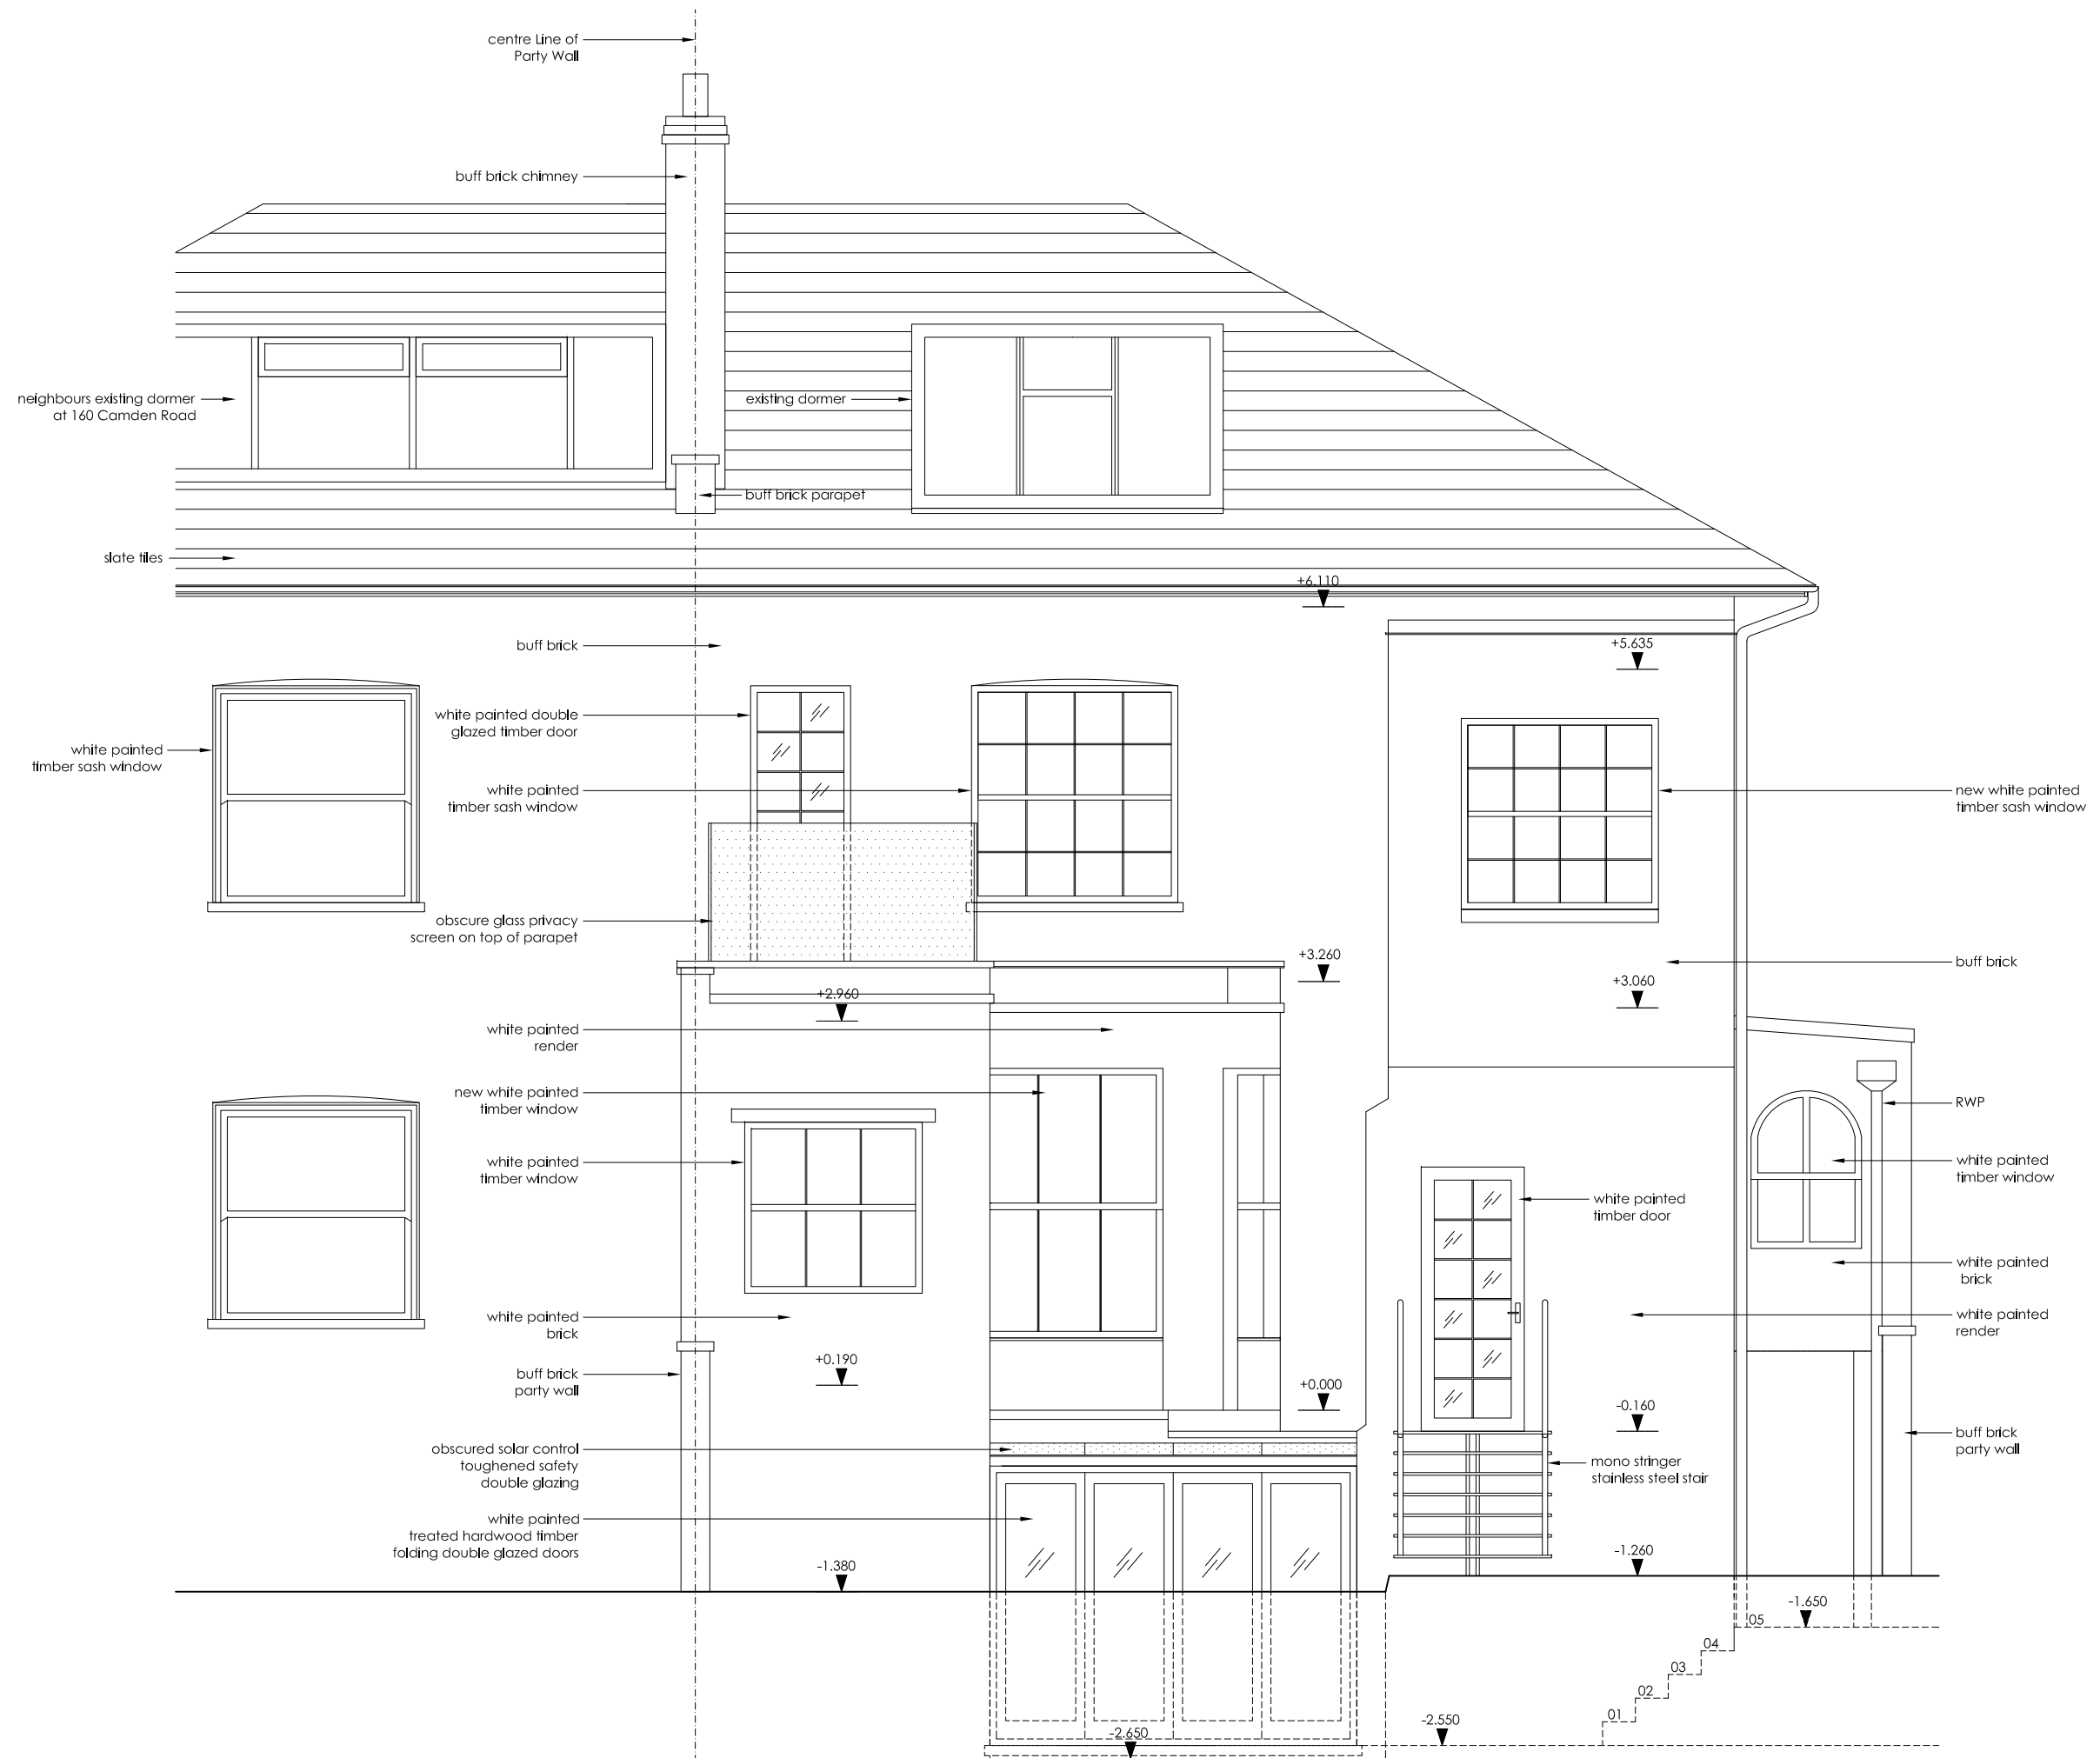 centre Line of
Party Wall
buff brick chimney
neighbours existing dormer
at 160 Camden Road
existing dormer
buff brick parapet
slate tiles
+6.110
buff brick
+5.635
white painted double
glazed timber door
white painted
timber sash window
white painted
timber sash window
new white painted
timber sash window
obscure glass privacy
screen on top of parapet
+3.260
buff brick
+3.060
+2.960
white painted
render
new white painted
timber window
RWP
white painted
timber window
white painted
timber window
white painted
timber door
white painted
brick
white painted
brick
white painted
render
+0.190
buff brick
party wall
+0.000
-0.160
buff brick
party wall
obscured solar control
toughened safety
double glazing
mono stringer
stainless steel stair
white painted
treated hardwood timber
folding double glazed doors
-1.380
-1.260
-1.650
05
04
03
02
01
-2.650
-2.550